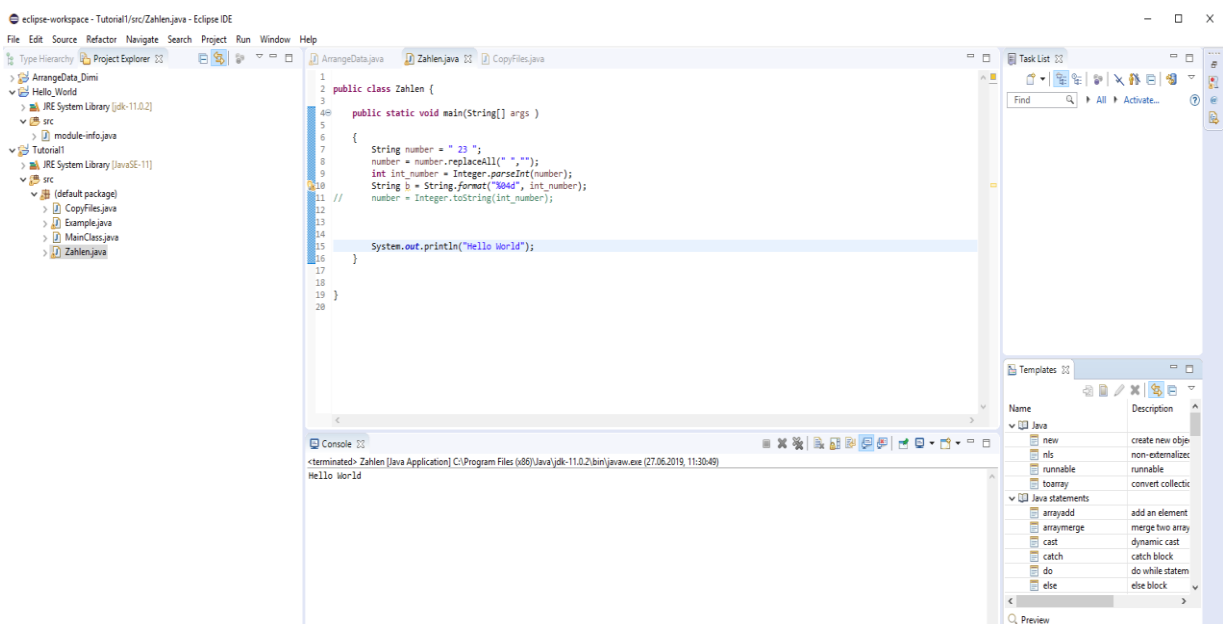 eclipse-workspace - Tutorial1/src/Zahlen.java - Eclipse IDE
File Edit Source Refactor Navigate Search Project Run Window Help
Type Hierarchy Project Explorer
ArrangeData_Dimi
Hello_World
JRE System Library [jdk-11.0.2]
src
module-info.java
Tutorial1
JRE System Library [JavaSE-11]
src
(default package)
CopyFiles.java
Example.java
MainClass.java
Zahlen.java
ArrangeData.java Zahlen.java CopyFiles.java
1
2 public class Zahlen {
3
4 public static void main(String[] args )
5
6 {
7 String number = " 23 ";
8 number = number.replaceAll(" ","");
9 int int_number = Integer.parseInt(number);
10 String b = String.format("%04d", int_number);
11 // number = Integer.toString(int_number);
12
13
14
15 System.out.println("Hello World");
16 }
17
18
19 }
20
Console
<terminated> Zahlen [Java Application] C:\Program Files (x86)\Java\jdk-11.0.2\bin\javaw.exe (27.06.2019, 11:30:49)
Hello World
Task List
Find All Activate...
Templates
Name Description
Java
new create new obje
nls non-externalized
runnable runnable
toarray convert collectic
Java statements
arrayadd add an element
arraymerge merge two array
cast dynamic cast
catch catch block
do do while statem
else else block
Preview